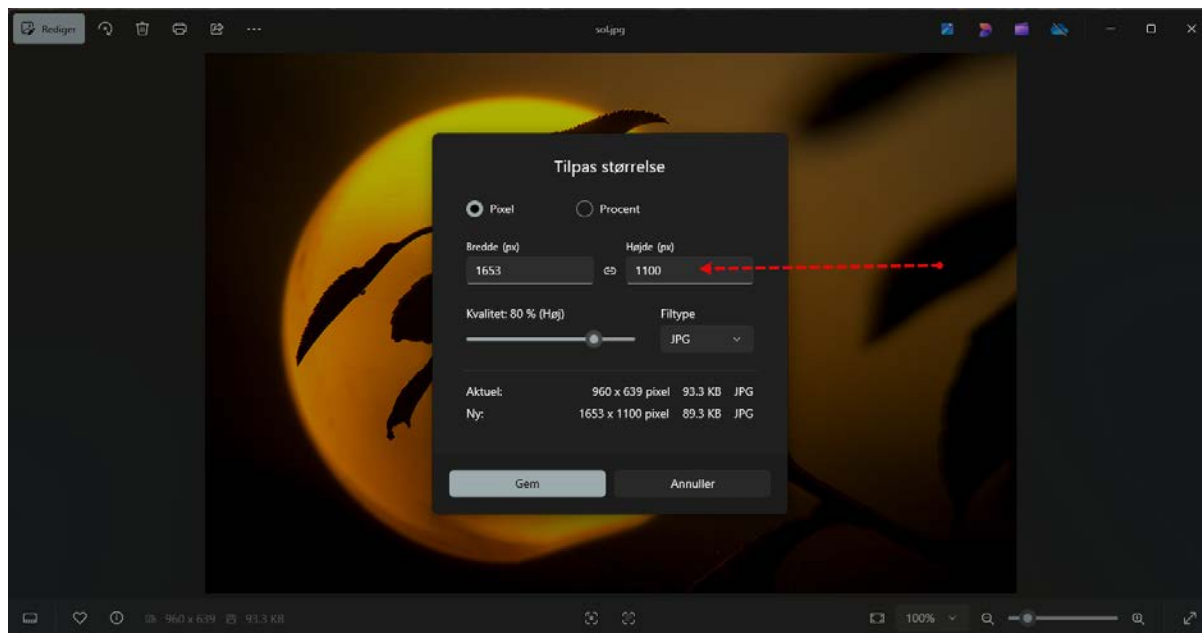 Rediger
sol.jpg
Tilpas størrelse
Pixel Procent
Bredde (px) Højde (px)
1653 1100
Kvalitet: 80 % (Høj) Filtype
JPG
Aktuel: 960 x 639 pixel 93.3 KB JPG
Ny: 1653 x 1100 pixel 89.3 KB JPG
Gem Annuller
960 x 639 93.3 KB 100%